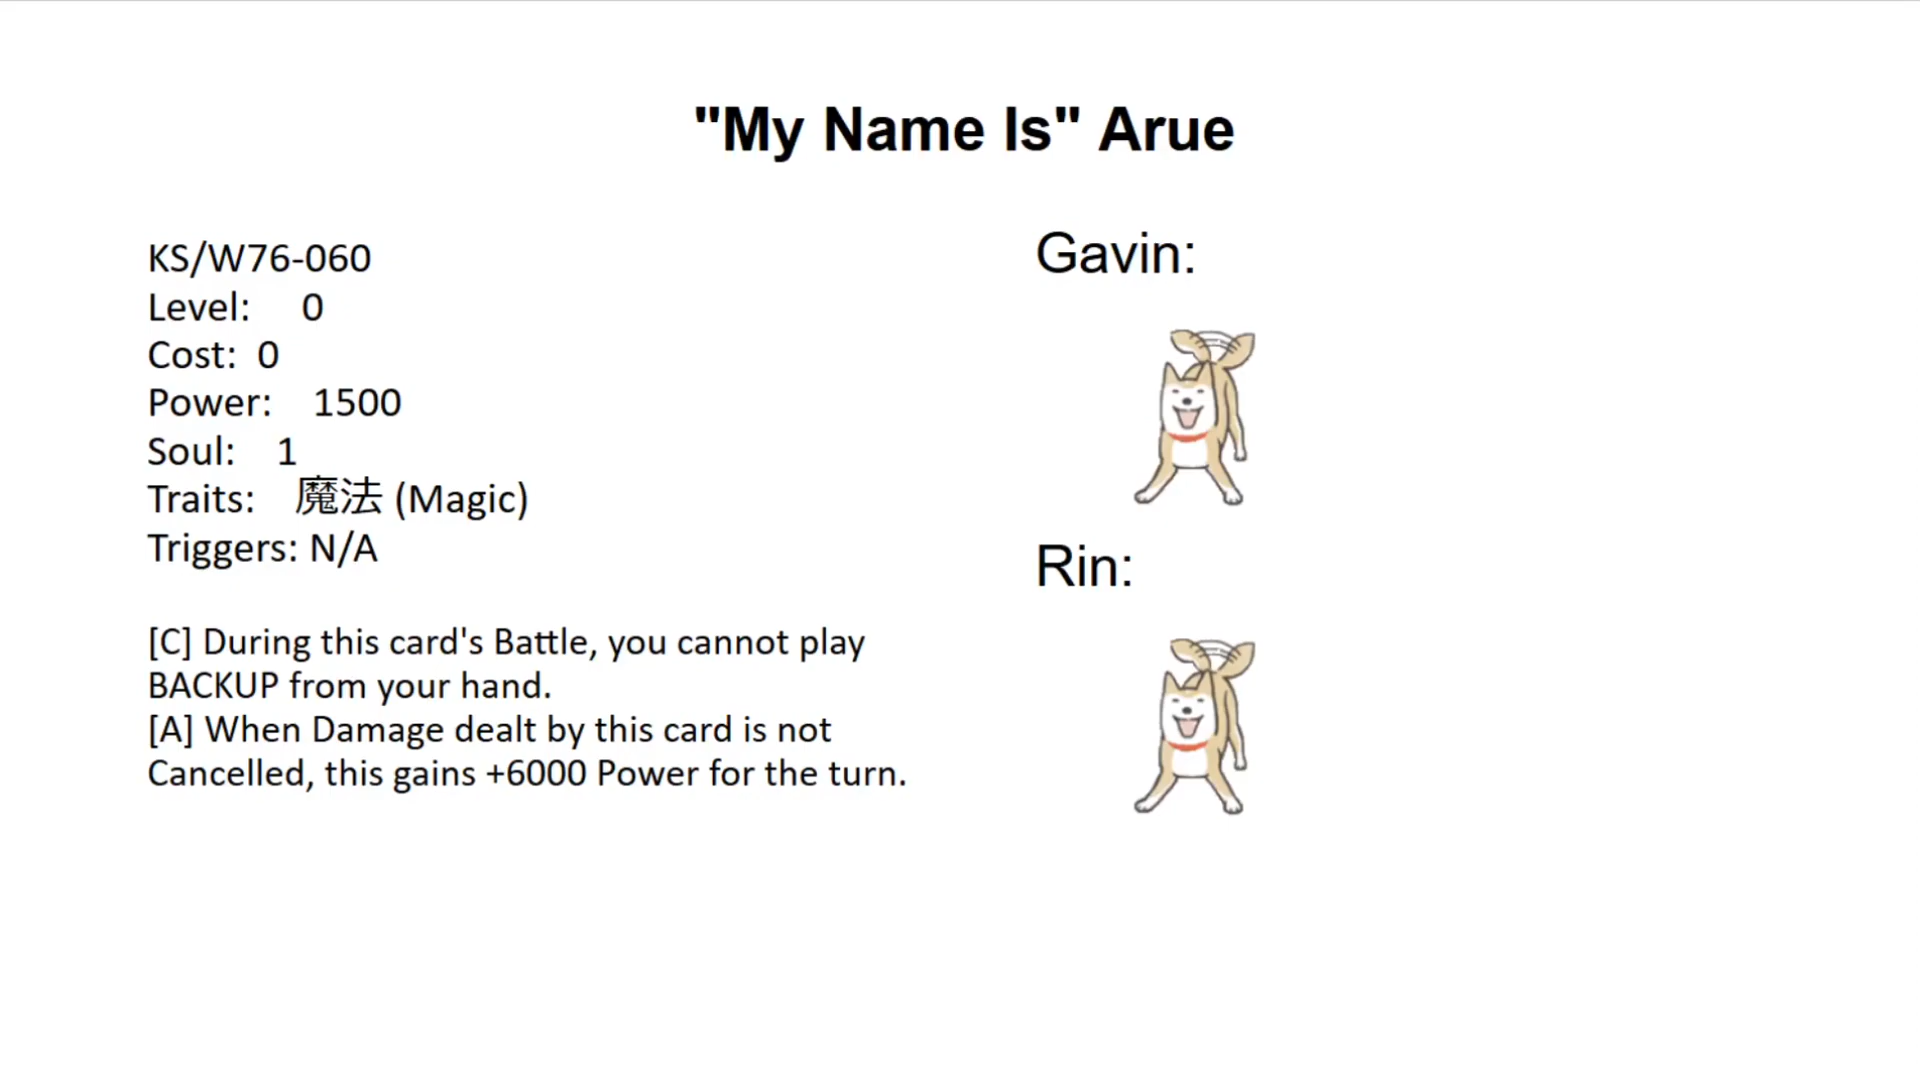 "My Name Is" Arue
KS/W76-060
Level: 0
Cost: 0
Power: 1500
Soul: 1
Traits: 魔法 (Magic)
Triggers: N/A
[C] During this card's Battle, you cannot play
BACKUP from your hand.
[A] When Damage dealt by this card is not
Cancelled, this gains +6000 Power for the turn.
Gavin:
Rin: